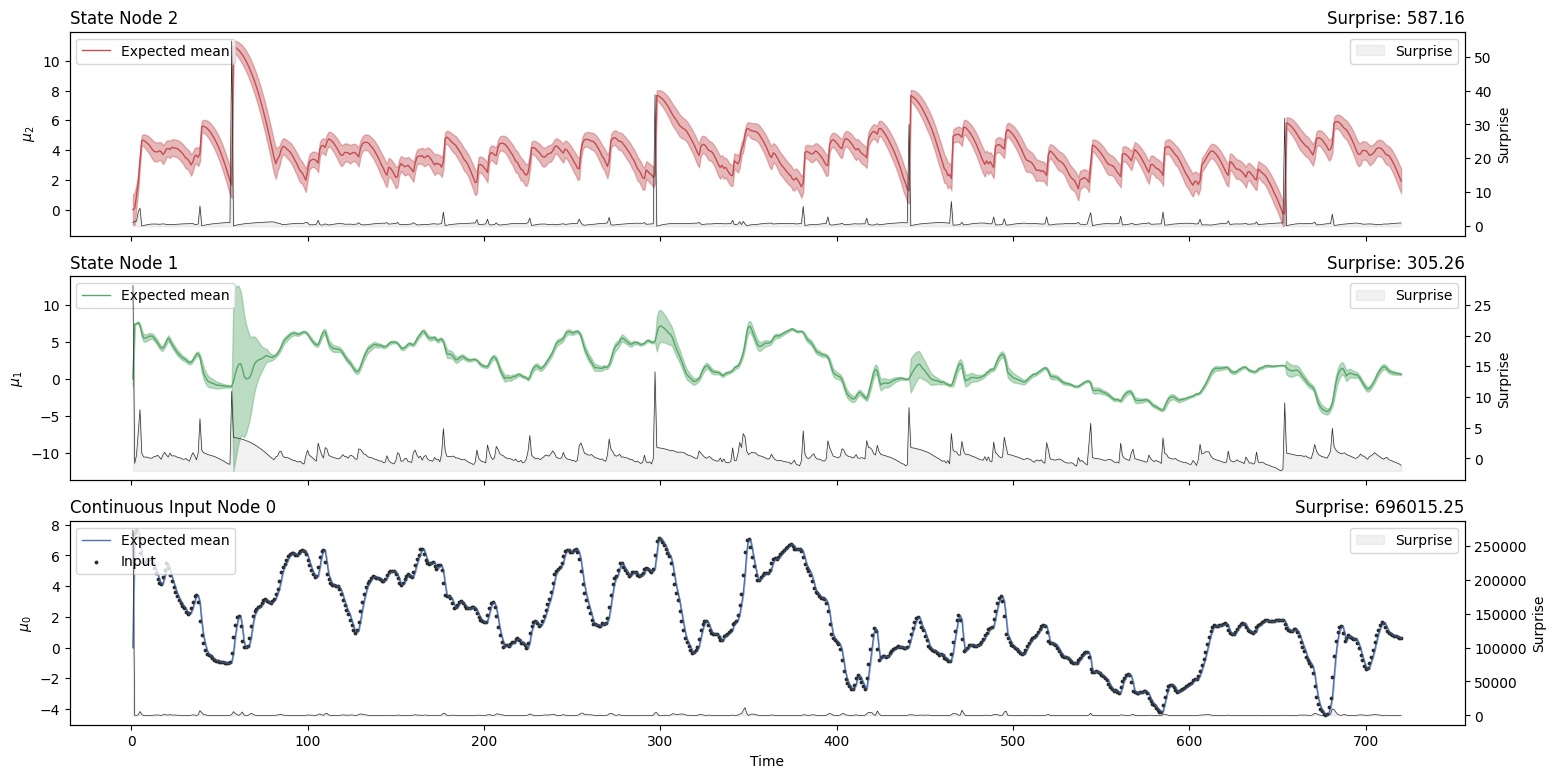 State Node 2 Surprise: 587.16
Expected mean
Surprise
10
8
6
4
2
0
μ2
50
40
30
20
10
0
Surprise
State Node 1 Surprise: 305.26
Expected mean
Surprise
10
5
0
−5
−10
μ1
25
20
15
10
5
0
Surprise
Continuous Input Node 0 Surprise: 696015.25
Expected mean
Input
Surprise
8
6
4
2
0
−2
−4
μ0
250000
200000
150000
100000
50000
0
Surprise
0 100 200 300 400 500 600 700
Time